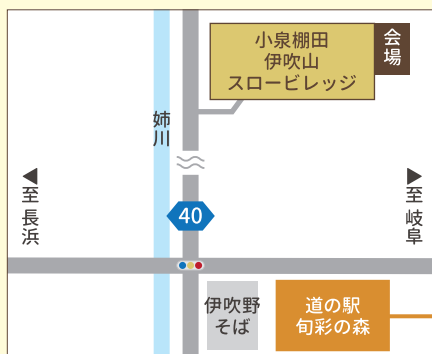 小泉棚田
伊吹山
スロービレッジ
会場
姉川
至 長浜
至 岐阜
40
伊吹野
そば
道の駅
旬彩の森